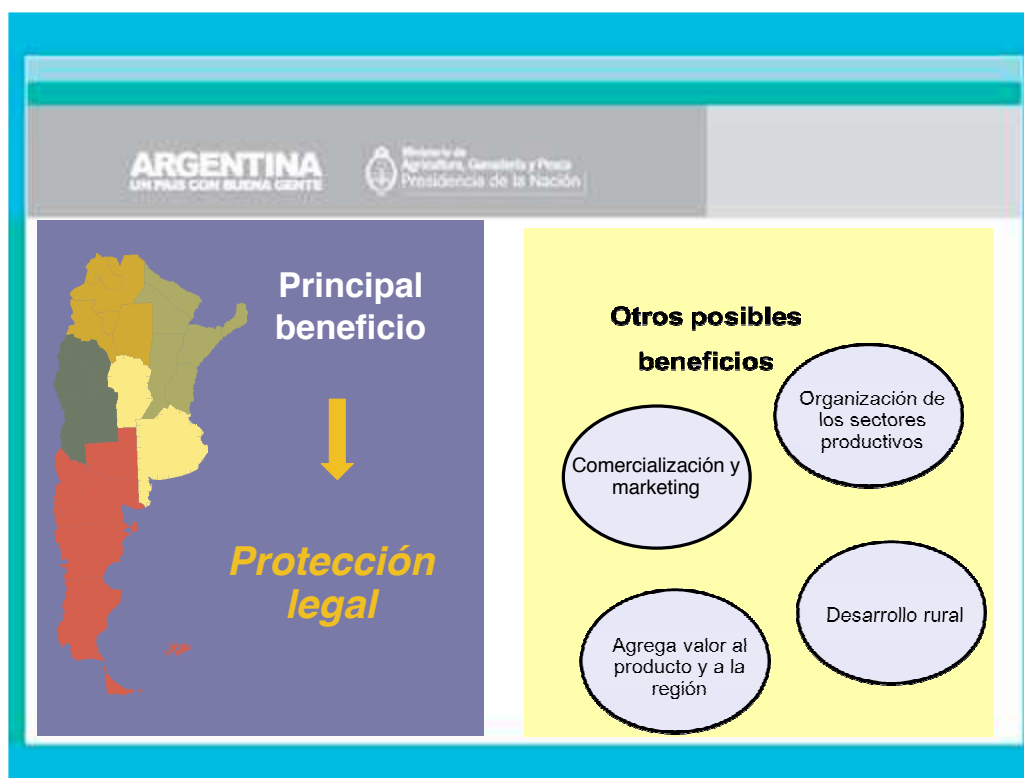 ARGENTINA
UN PAIS CON BUENA GENTE
Ministerio de
Agricultura, Ganadería y Pesca
Presidencia de la Nación
Principal
beneficio
Protección
legal
Otros posibles
beneficios
Organización de
los sectores
productivos
Comercialización y
marketing
Desarrollo rural
Agrega valor al
producto y a la
región